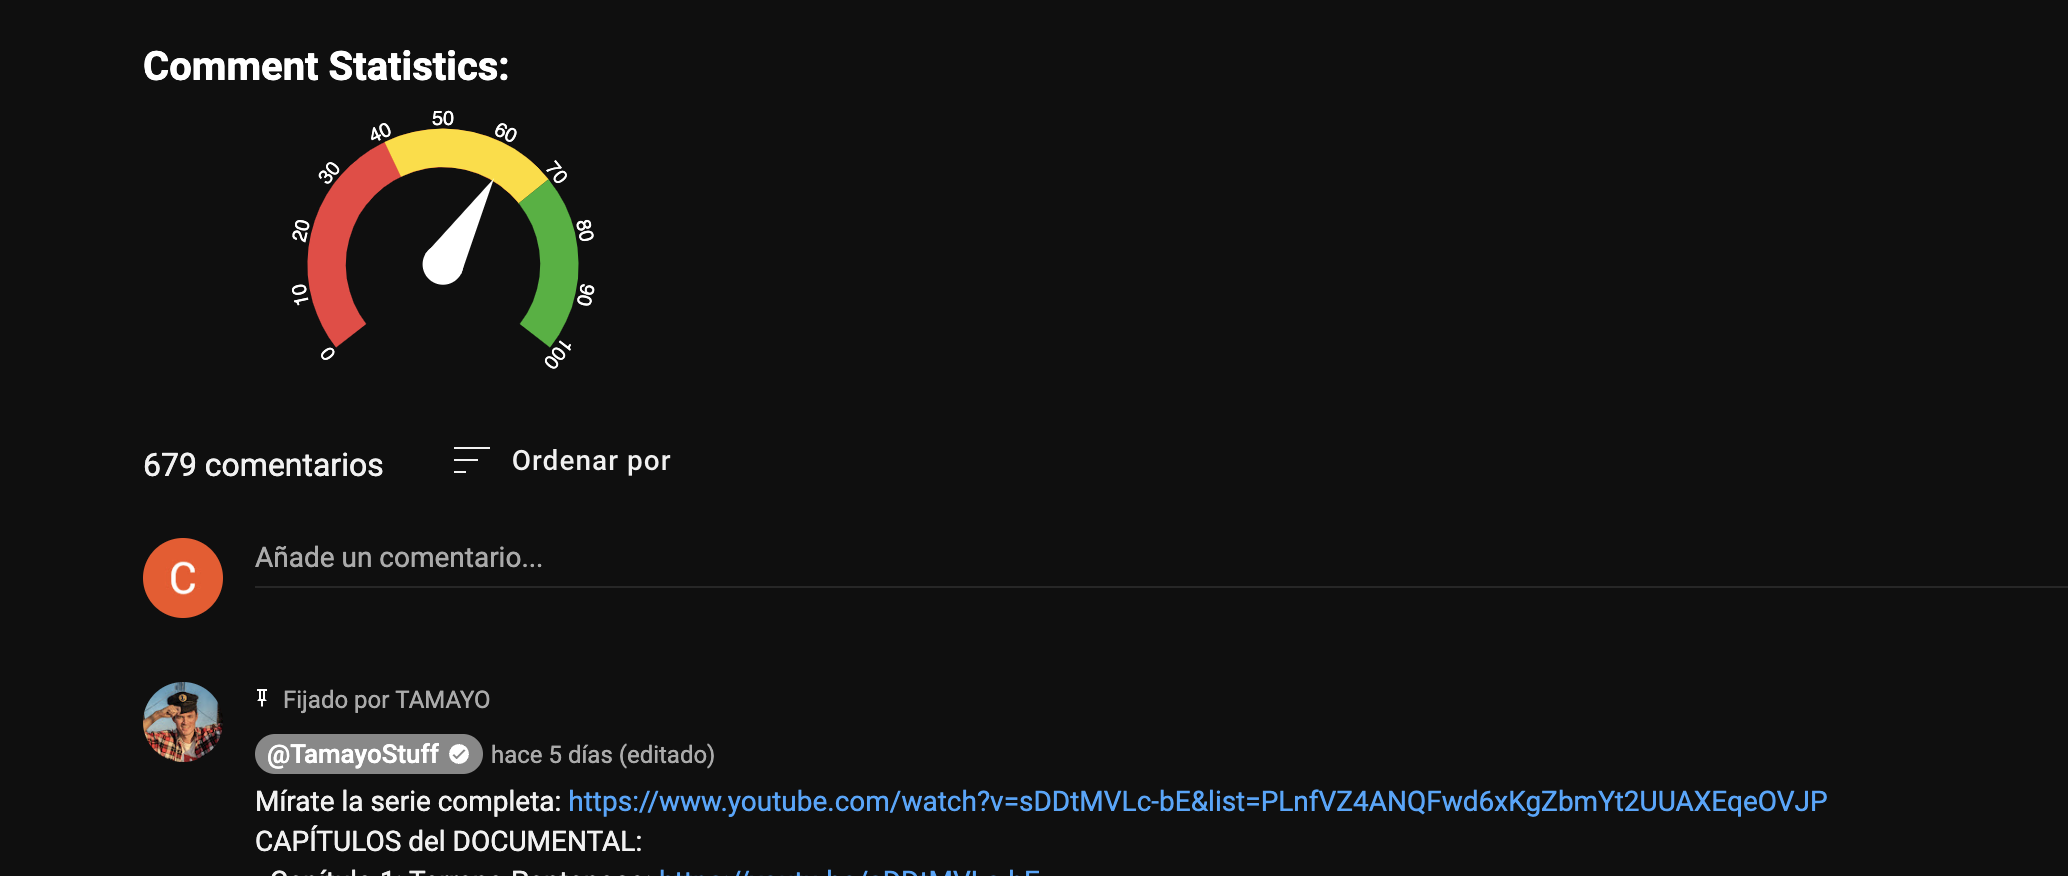 Comment Statistics:
0
10
20
30
40
50
60
70
80
90
100
679 comentarios
Ordenar por
C
Añade un comentario...
Fijado por TAMAYO
@TamayoStuff hace 5 días (editado)
Mírate la serie completa: https://www.youtube.com/watch?v=sDDtMVLc-bE&list=PLnfVZ4ANQFwd6xKgZbmYt2UUAXEqeOVJP
CAPÍTULOS del DOCUMENTAL: